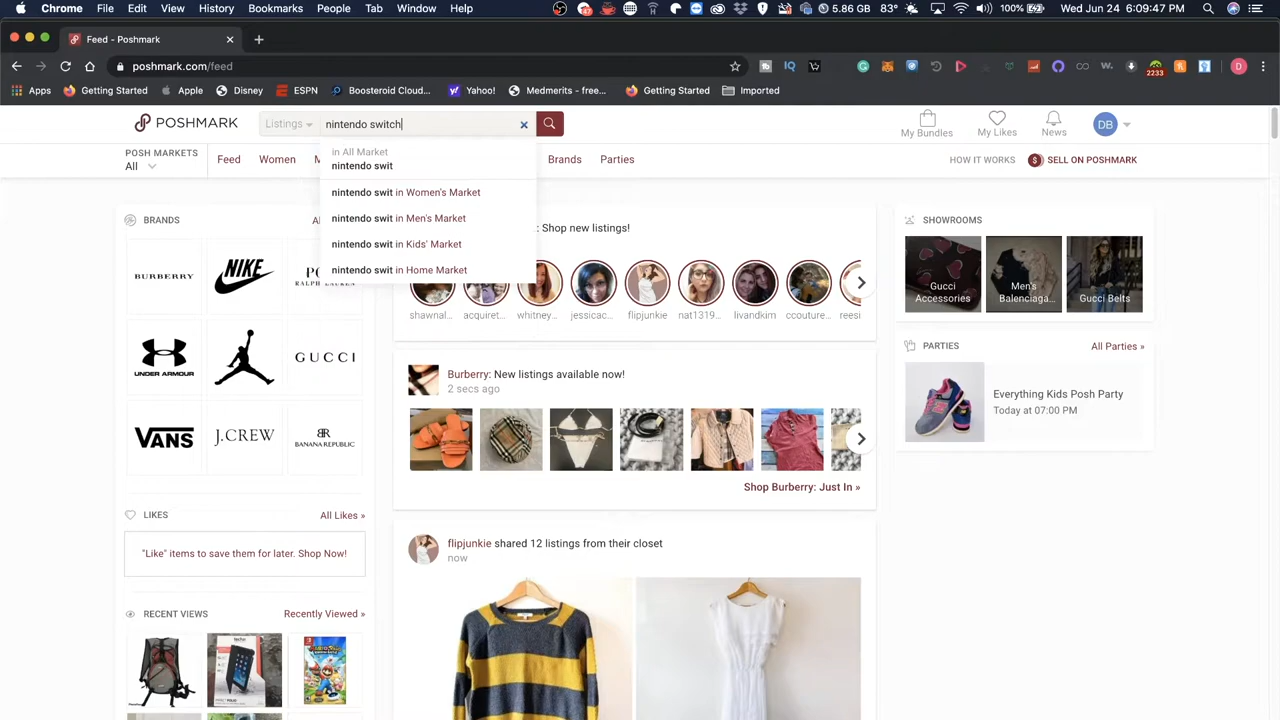 Chrome File Edit View History Bookmarks People Tab Window Help 5.86 GB 83° 100% Wed Jun 24 6:09:47 PM
Feed - Poshmark
poshmark.com/feed
2233
Apps Getting Started Apple Disney ESPN Boosteroid Cloud... Yahoo! Medmerits - free... Getting Started Imported
POSHMARK Listings nintendo switch My Bundles My Likes News DB
POSH MARKETS
All Feed Women M Brands Parties HOW IT WORKS $ SELL ON POSHMARK
in All Market
nintendo swit
nintendo swit in Women's Market
nintendo swit in Men's Market
nintendo swit in Kids' Market
nintendo swit in Home Market
BRANDS Al
BURBERRY
NIKE
PO
RALPH LAUREN
UNDER ARMOUR
GUCCI
VANS
J.CREW
BR
BANANA REPUBLIC
LIKES All Likes »
"Like" items to save them for later. Shop Now!
RECENT VIEWS Recently Viewed »
: Shop new listings!
shawnal... acquiret... whitney... jessicac... flipjunkie nat1319... livandkim ccouture... reesi
Burberry: New listings available now!
2 secs ago
Shop Burberry: Just In »
flipjunkie shared 12 listings from their closet
now
SHOWROOMS
Gucci
Accessories
Men's
Balenciaga...
Gucci Belts
PARTIES All Parties »
Everything Kids Posh Party
Today at 07:00 PM